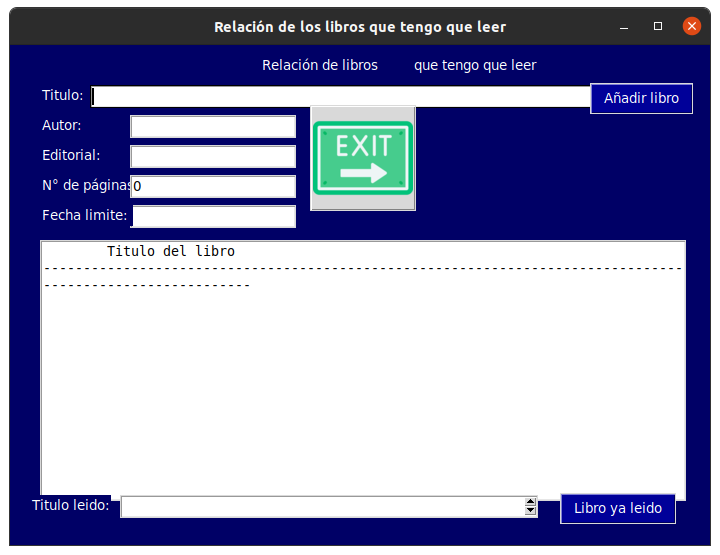 Relación de los libros que tengo que leer
Relación de libros que tengo que leer
Titulo:
Añadir libro
Autor:
EXIT
Editorial:
N° de páginas
0
Fecha limite:
Titulo del libro
--------------------------------------------------------------------------------
--------------------------
Titulo leido:
Libro ya leido